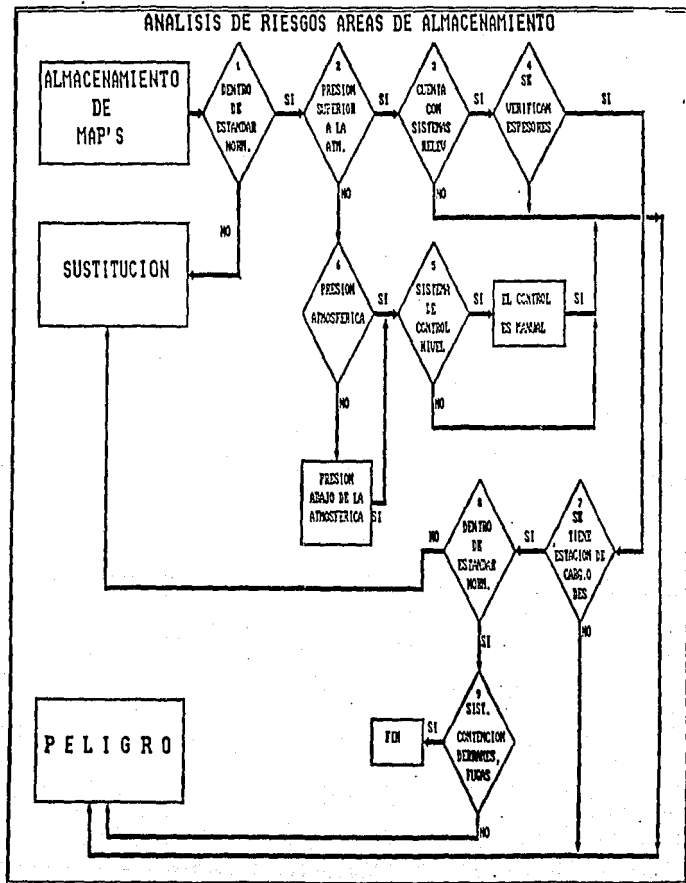 ANALISIS DE RIESGOS AREAS DE ALMACENAMIENTO
ALMACENAMIENTO
DE
MAP'S
1
DENTRO
DE
ESTANDAR
NORM.
SI
2
PRESION
SUPERIOR
A LA
ATM.
SI
3
CUENTA
CON
SISTEMAS
RELEV
SI
4
SE
VERIFICAN
ESPESORES
SI
NO
NO
NO
NO
SUSTITUCION
6
PRESION
ATMOSFERICA
SI
5
SISTEMA
DE
CONTROL
NIVEL
SI
EL CONTROL
ES MANUAL
SI
NO
NO
PRESION
ABAJO DE LA
ATMOSFERICA
SI
8
DENTRO
DE
ESTANDAR
NORM.
NO
SI
7
SE
TIENE
ESTACION DE
CARG.O
DES
NO
SI
9
SIST.
CONTENCION
DERRAMES,
FUGAS
SI
FIN
NO
PELIGRO